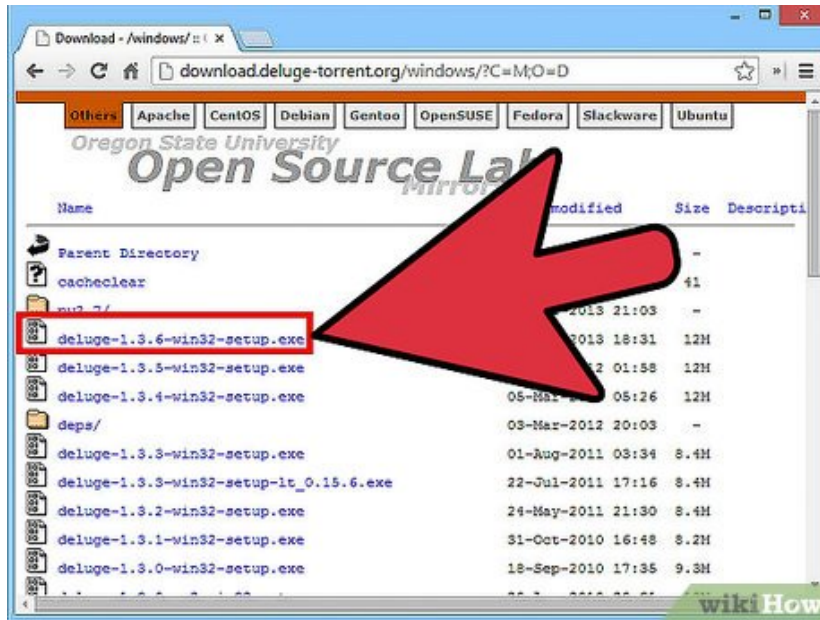 Download - /windows/ ::
download.deluge-torrent.org/windows/?C=M;O=D
Others Apache CentOS Debian Gentoo OpenSUSE Fedora Slackware Ubuntu
Oregon State University
Open Source Lab
Mirror
Name modified Size Descripti
Parent Directory -
cacheclear 41
py2.7/ 2013 21:03 -
deluge-1.3.6-win32-setup.exe 2013 18:31 12M
deluge-1.3.5-win32-setup.exe 01:58 12M
deluge-1.3.4-win32-setup.exe 05-Mar- 05:26 12M
deps/ 03-Mar-2012 20:03 -
deluge-1.3.3-win32-setup.exe 01-Aug-2011 03:34 8.4M
deluge-1.3.3-win32-setup-lt_0.15.6.exe 22-Jul-2011 17:16 8.4M
deluge-1.3.2-win32-setup.exe 24-May-2011 21:30 8.4M
deluge-1.3.1-win32-setup.exe 31-Oct-2010 16:48 8.2M
deluge-1.3.0-win32-setup.exe 18-Sep-2010 17:35 9.3M
wikiHow